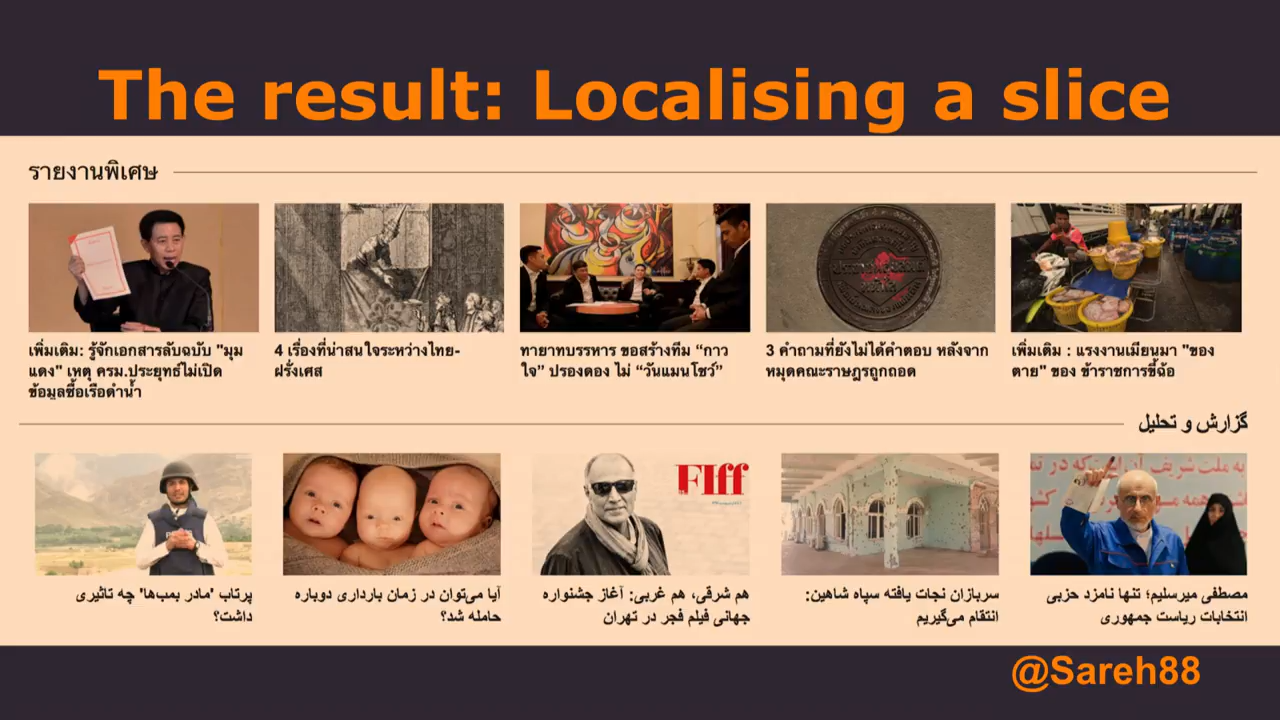 The result: Localising a slice
รายงานพิเศษ
เพิ่มเติม: รู้จักเอกสารลับฉบับ "มุม
แดง" เหตุ ครม.ประยุทธ์ไม่เปิด
ข้อมูลซื้อเรือดำน้ำ
4 เรื่องที่น่าสนใจระหว่างไทย-
ฝรั่งเศส
ทายาทบรรหาร ขอสร้างทีม “กาว
ใจ” ปรองดอง ไม่ “วันแมนโชว์”
3 คำถามที่ยังไม่ได้คำตอบ หลังจาก
หมุดคณะราษฎรถูกถอด
เพิ่มเติม : แรงงานเมียนมา "ของ
ตาย" ของ ข้าราชการขี้ฉ้อ
گزارش و تحلیل
FIff
مصطفی میرسلیم؛ تنها نامزد حزبی
انتخابات ریاست جمهوری
سربازان نجات یافته سپاه شاهین:
انتقام می‌گیریم
هم شرقی، هم غربی: آغاز جشنواره
جهانی فیلم فجر در تهران
آیا می‌توان در زمان بارداری دوباره
حامله شد؟
پرتاب 'مادر بمب‌ها' چه تاثیری
داشت؟
@Sareh88